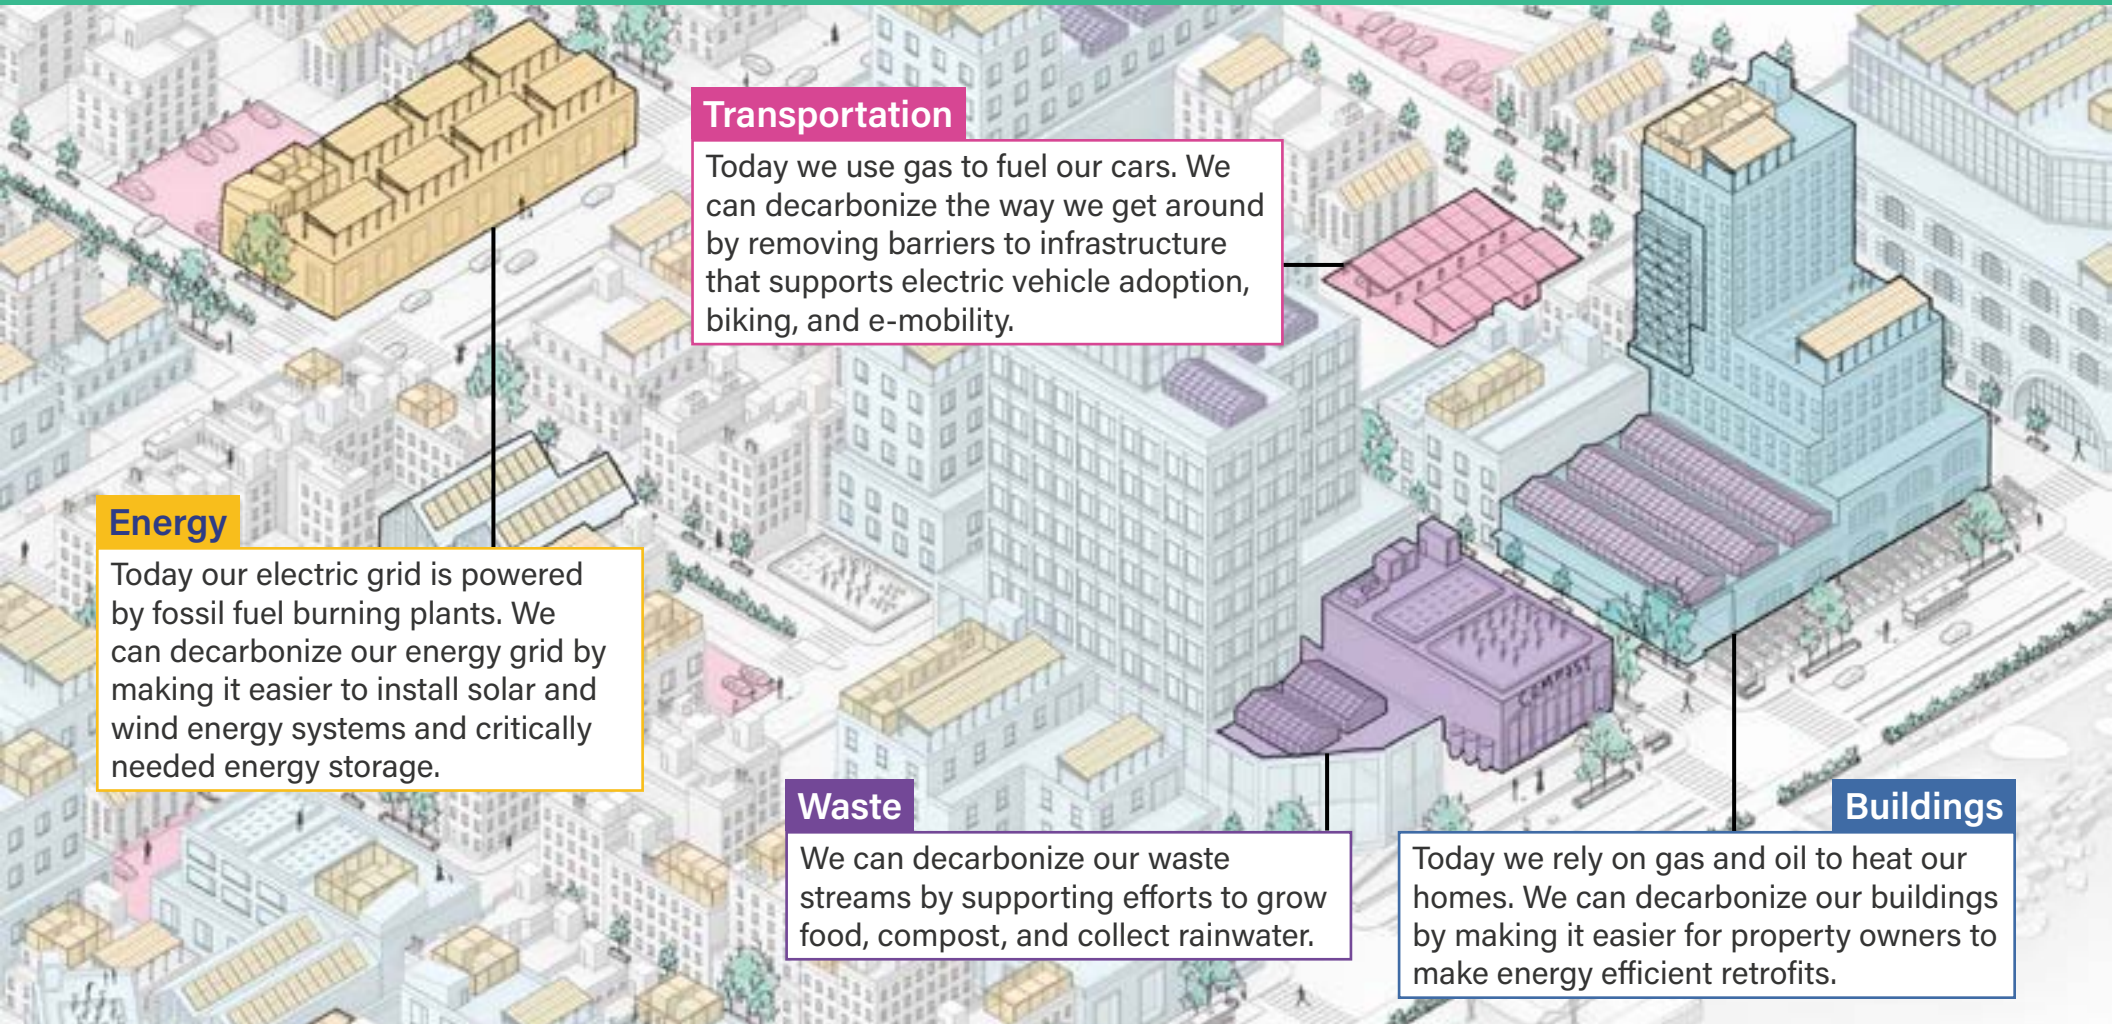 Transportation
Today we use gas to fuel our cars. We
can decarbonize the way we get around
by removing barriers to infrastructure
that supports electric vehicle adoption,
biking, and e-mobility.
Energy
Today our electric grid is powered
by fossil fuel burning plants. We
can decarbonize our energy grid by
making it easier to install solar and
wind energy systems and critically
needed energy storage.
COMPOST
Waste
We can decarbonize our waste
streams by supporting efforts to grow
food, compost, and collect rainwater.
Buildings
Today we rely on gas and oil to heat our
homes. We can decarbonize our buildings
by making it easier for property owners to
make energy efficient retrofits.